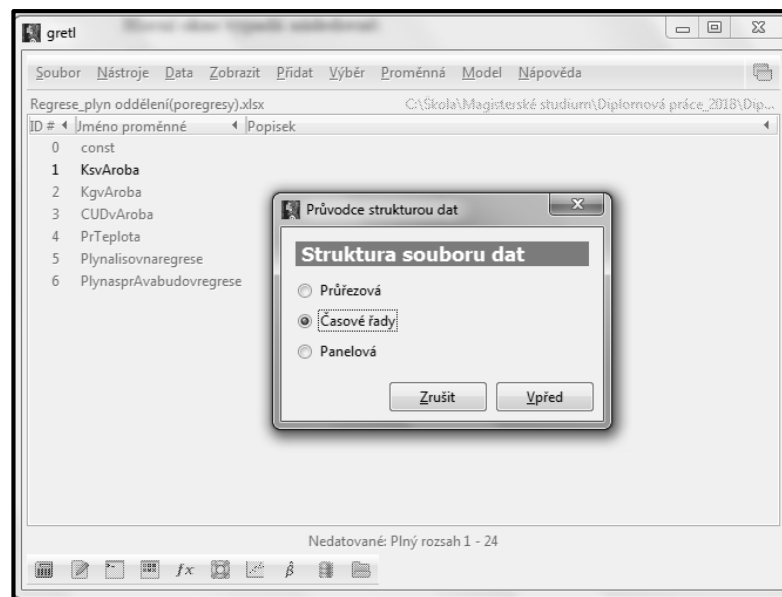 gretl
Soubor Nástroje Data Zobrazit Přidat Výběr Proměnná Model Nápověda
Regrese_plyn oddělení(poregresy).xlsx C:\Škola\Magisterské studium\Diplomová práce_2018\Dip...
ID # Jméno proměnné Popisek
0 const
1 KsvAroba
2 KgvAroba
3 CUDvAroba
4 PrTeplota
5 Plynalisovnaregrese
6 PlynasprAvabudovregrese
Průvodce strukturou dat
Struktura souboru dat
Průřezová
Časové řady
Panelová
Zrušit Vpřed
Nedatované: Plný rozsah 1 - 24
fx β̂